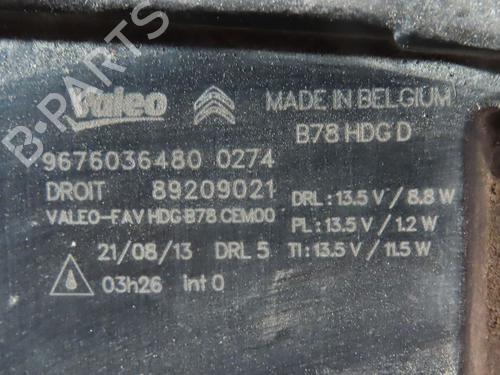 Valeo
MADE IN BELGIUM
B78 HDG D
9676036480 0274
DROIT 89209021
VALEO-FAV HDG B78 CEM00
DRL : 13.5 V / 8.8 W
PL : 13.5 V / 1.2 W
21/08/13 DRL 5
TI : 13.5 V / 11.5 W
03h26 Int 0
B-PARTS